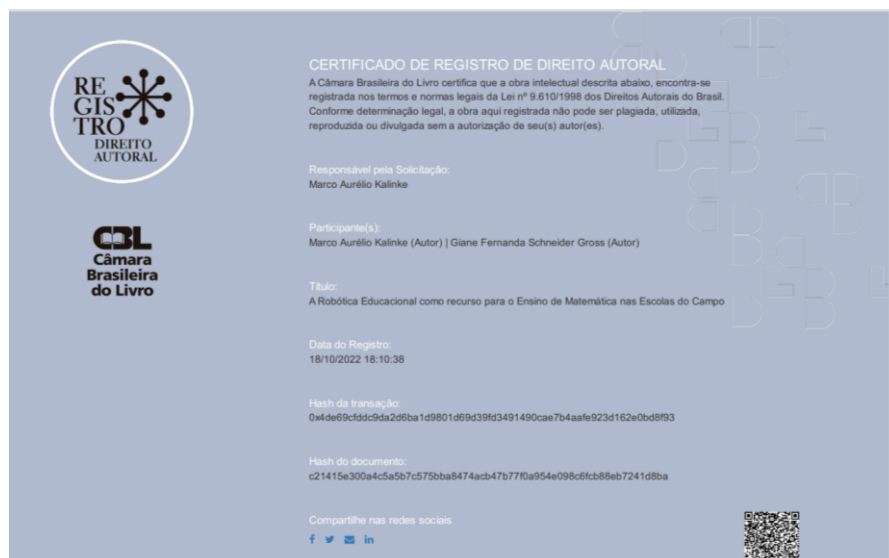 RE
GIS
TRO
DIREITO
AUTORAL
CBL
Câmara
Brasileira
do Livro
CERTIFICADO DE REGISTRO DE DIREITO AUTORAL
A Câmara Brasileira do Livro certifica que a obra intelectual descrita abaixo, encontra-se
registrada nos termos e normas legais da Lei nº 9.610/1998 dos Direitos Autorais do Brasil.
Conforme determinação legal, a obra aqui registrada não pode ser plagiada, utilizada,
reproduzida ou divulgada sem a autorização de seu(s) autor(es).
Responsável pela Solicitação:
Marco Aurélio Kalinke
Participante(s):
Marco Aurélio Kalinke (Autor) | Giane Fernanda Schneider Gross (Autor)
Título:
A Robótica Educacional como recurso para o Ensino de Matemática nas Escolas do Campo
Data do Registro:
18/10/2022 18:10:38
Hash da transação:
0x4de69cfddc9da2d6ba1d9801d69d39fd3491490cae7b4aafe923d162e0bd8f93
Hash do documento:
c21415e300a4c5a5b7c575bba8474acb47b77f0a954e098c6fcb88eb7241d8ba
Compartilhe nas redes sociais